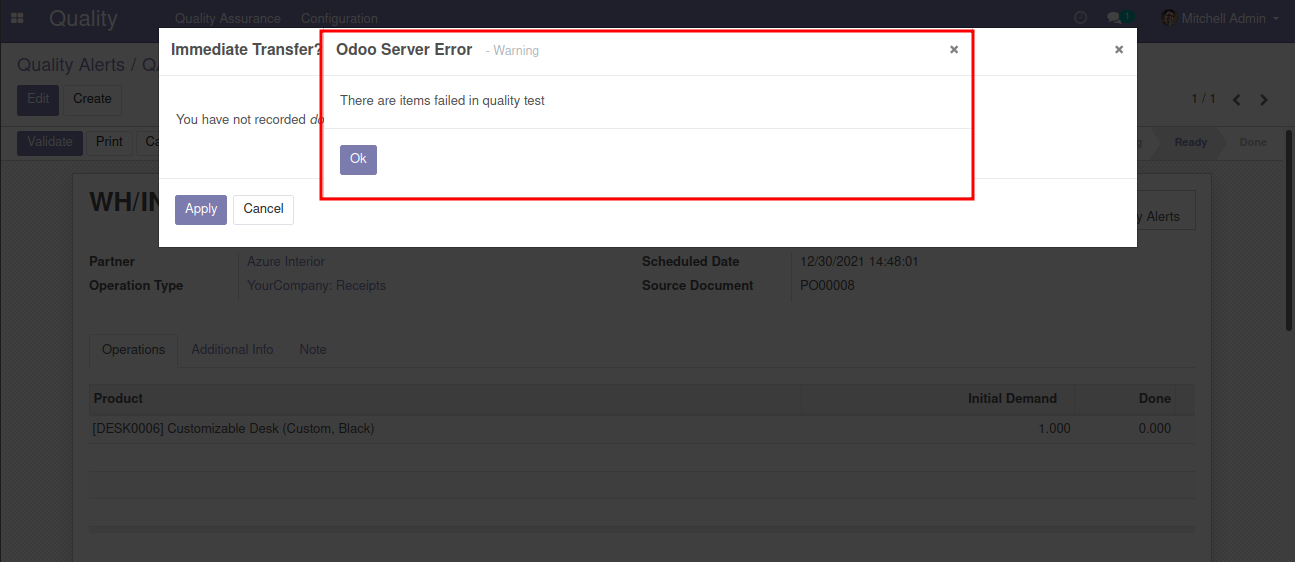 Quality Quality Assurance Configuration 1 Mitchell Admin
Immediate Transfer? Odoo Server Error - Warning × ×
Quality Alerts / Q
Edit Create 1 / 1
There are items failed in quality test
You have not recorded do
Validate Print Ca Ready Done
Ok
WH/IN
Apply Cancel
y Alerts
Partner Azure Interior Scheduled Date 12/30/2021 14:48:01
Operation Type YourCompany: Receipts Source Document PO00008
Operations Additional Info Note
Product Initial Demand Done
[DESK0006] Customizable Desk (Custom, Black) 1.000 0.000